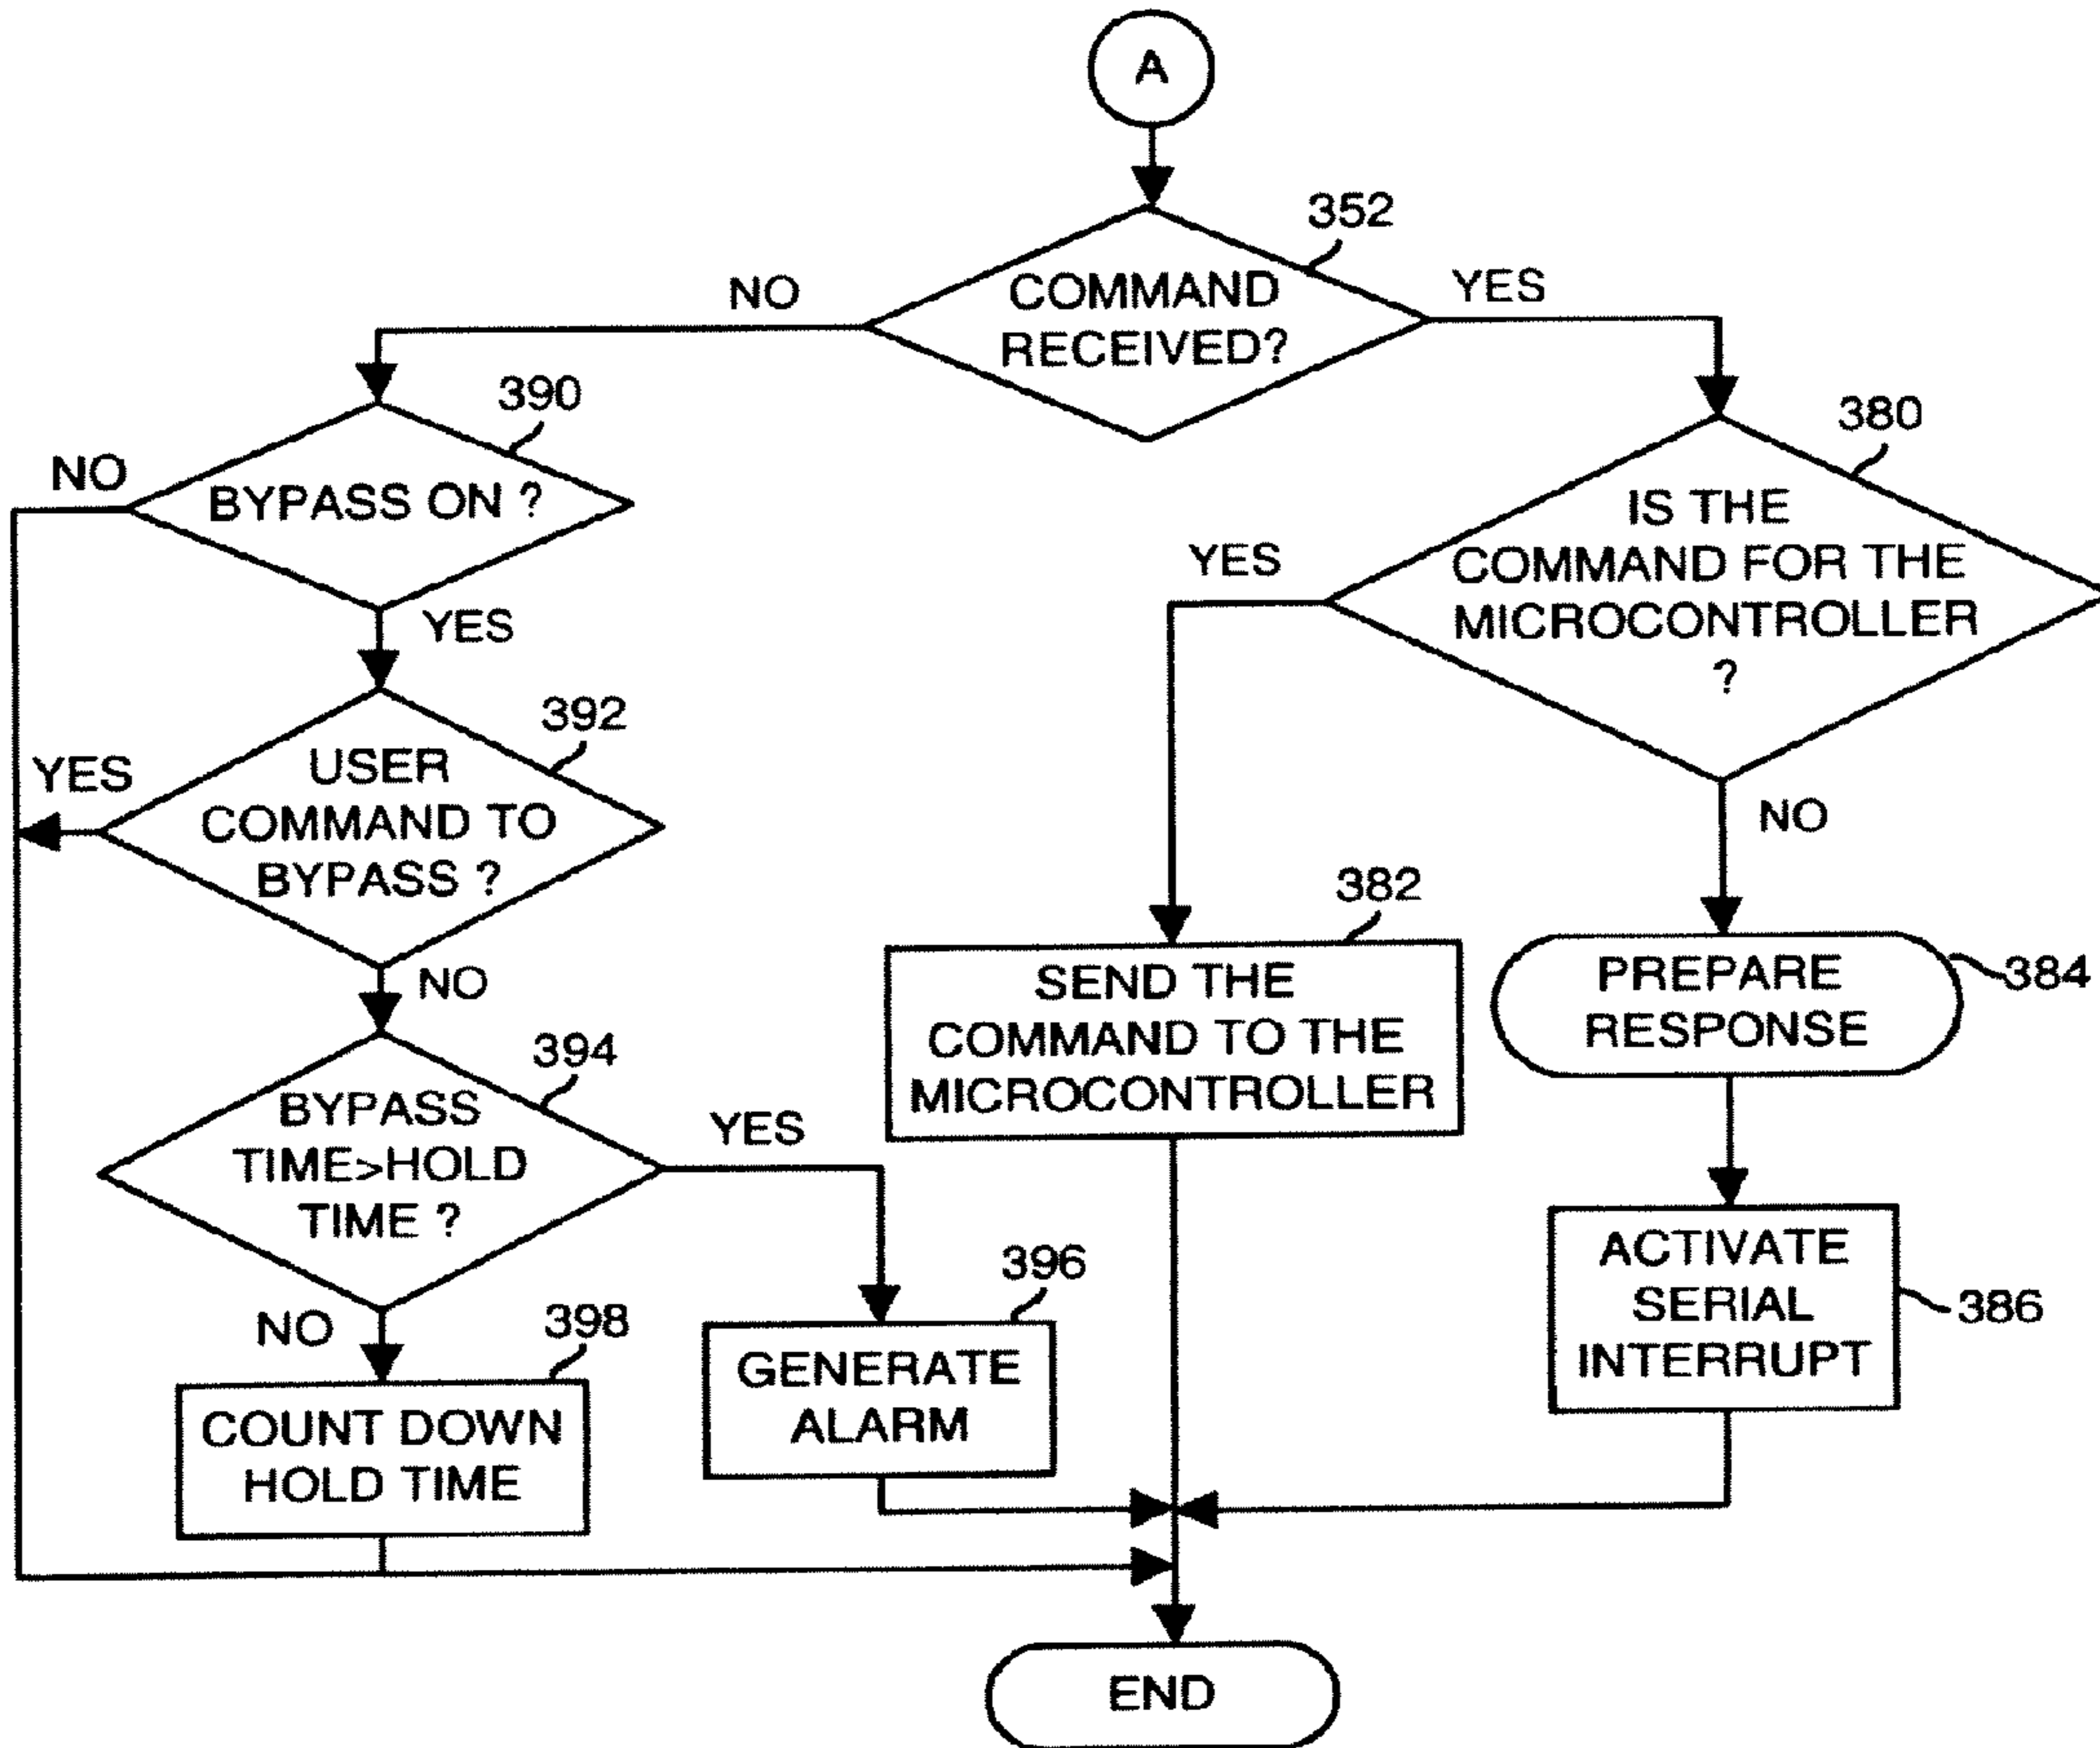 A
352
COMMAND
RECEIVED?
NO
YES
390
BYPASS ON ?
NO
YES
380
IS THE
COMMAND FOR THE
MICROCONTROLLER
?
YES
NO
392
USER
COMMAND TO
BYPASS ?
YES
NO
382
SEND THE
COMMAND TO THE
MICROCONTROLLER
384
PREPARE
RESPONSE
394
BYPASS
TIME>HOLD
TIME ?
YES
NO
396
GENERATE
ALARM
386
ACTIVATE
SERIAL
INTERRUPT
398
COUNT DOWN
HOLD TIME
END